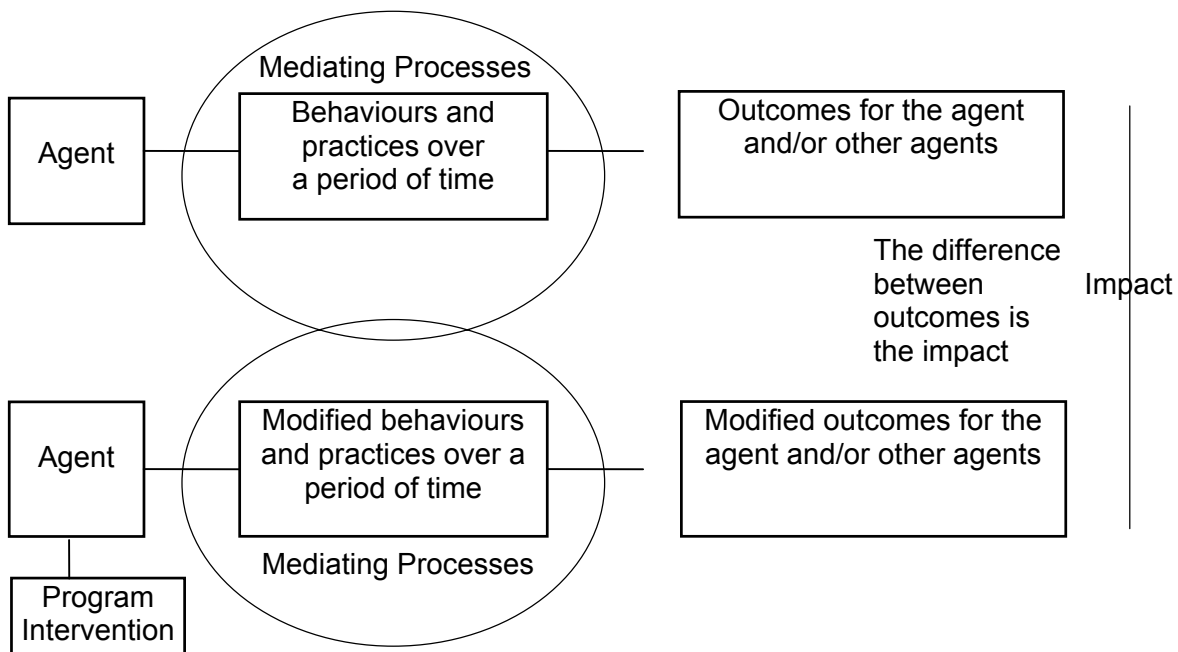 Mediating Processes
Agent
Behaviours and
practices over
a period of time
Outcomes for the agent
and/or other agents
The difference
between
outcomes is
the impact
Impact
Agent
Modified behaviours
and practices over a
period of time
Modified outcomes for the
agent and/or other agents
Mediating Processes
Program
Intervention